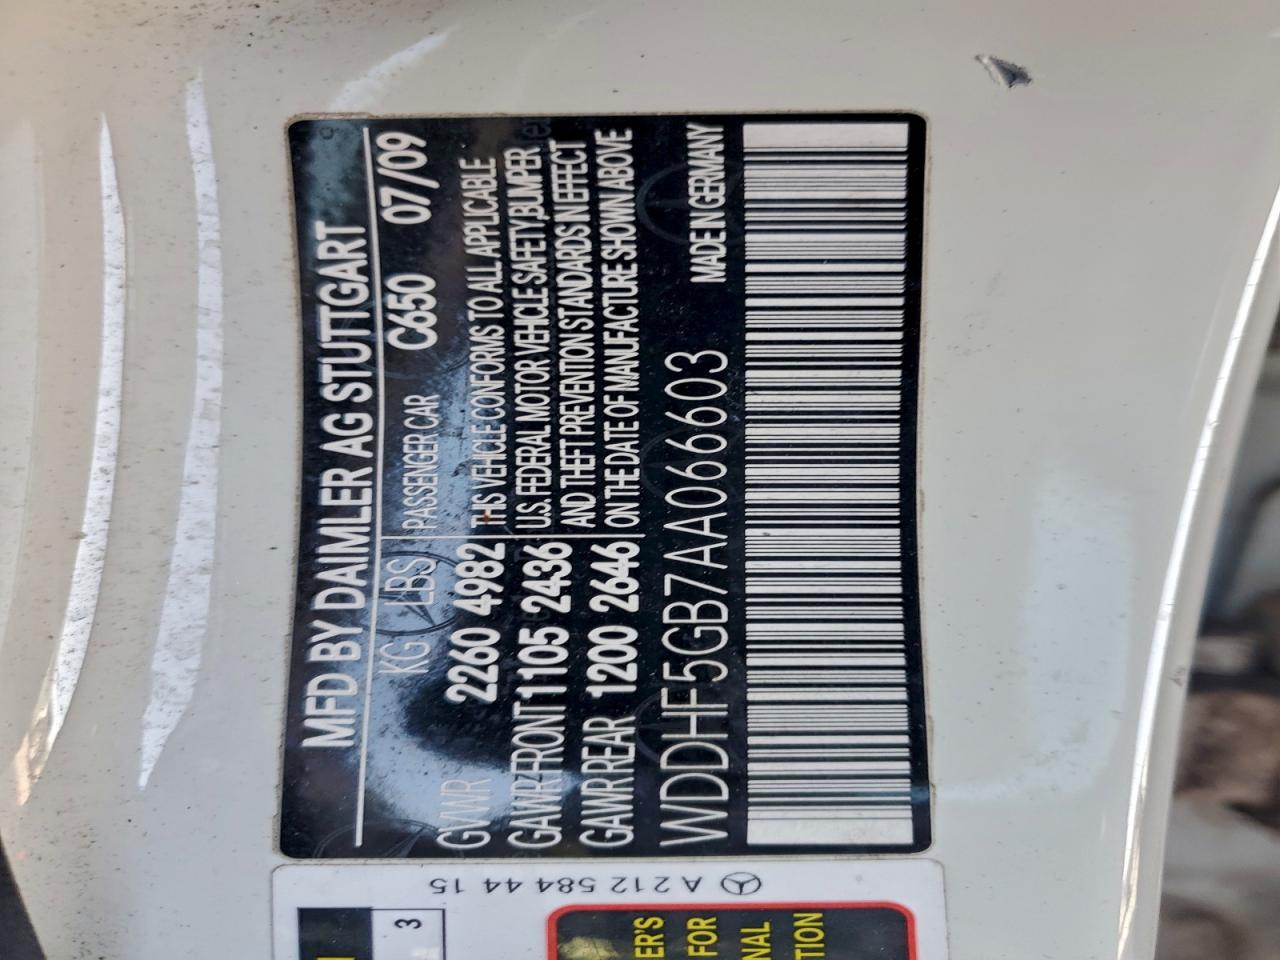 MFD BY DAIMLER AG STUTTGART
KG LBS PASSENGER CAR C650 07/09
GVWR 2260 4982 THIS VEHICLE CONFORMS TO ALL APPLICABLE
GAWR FRONT 1105 2436 U.S. FEDERAL MOTOR VEHICLE SAFETY, BUMPER
GAWR REAR 1200 2646 AND THEFT PREVENTION STANDARDS IN EFFECT
ON THE DATE OF MANUFACTURE SHOWN ABOVE
WDDHF5GB7AA066603 MADE IN GERMANY
A 212 584 44 15
3
ER'S
FOR
NAL
TION